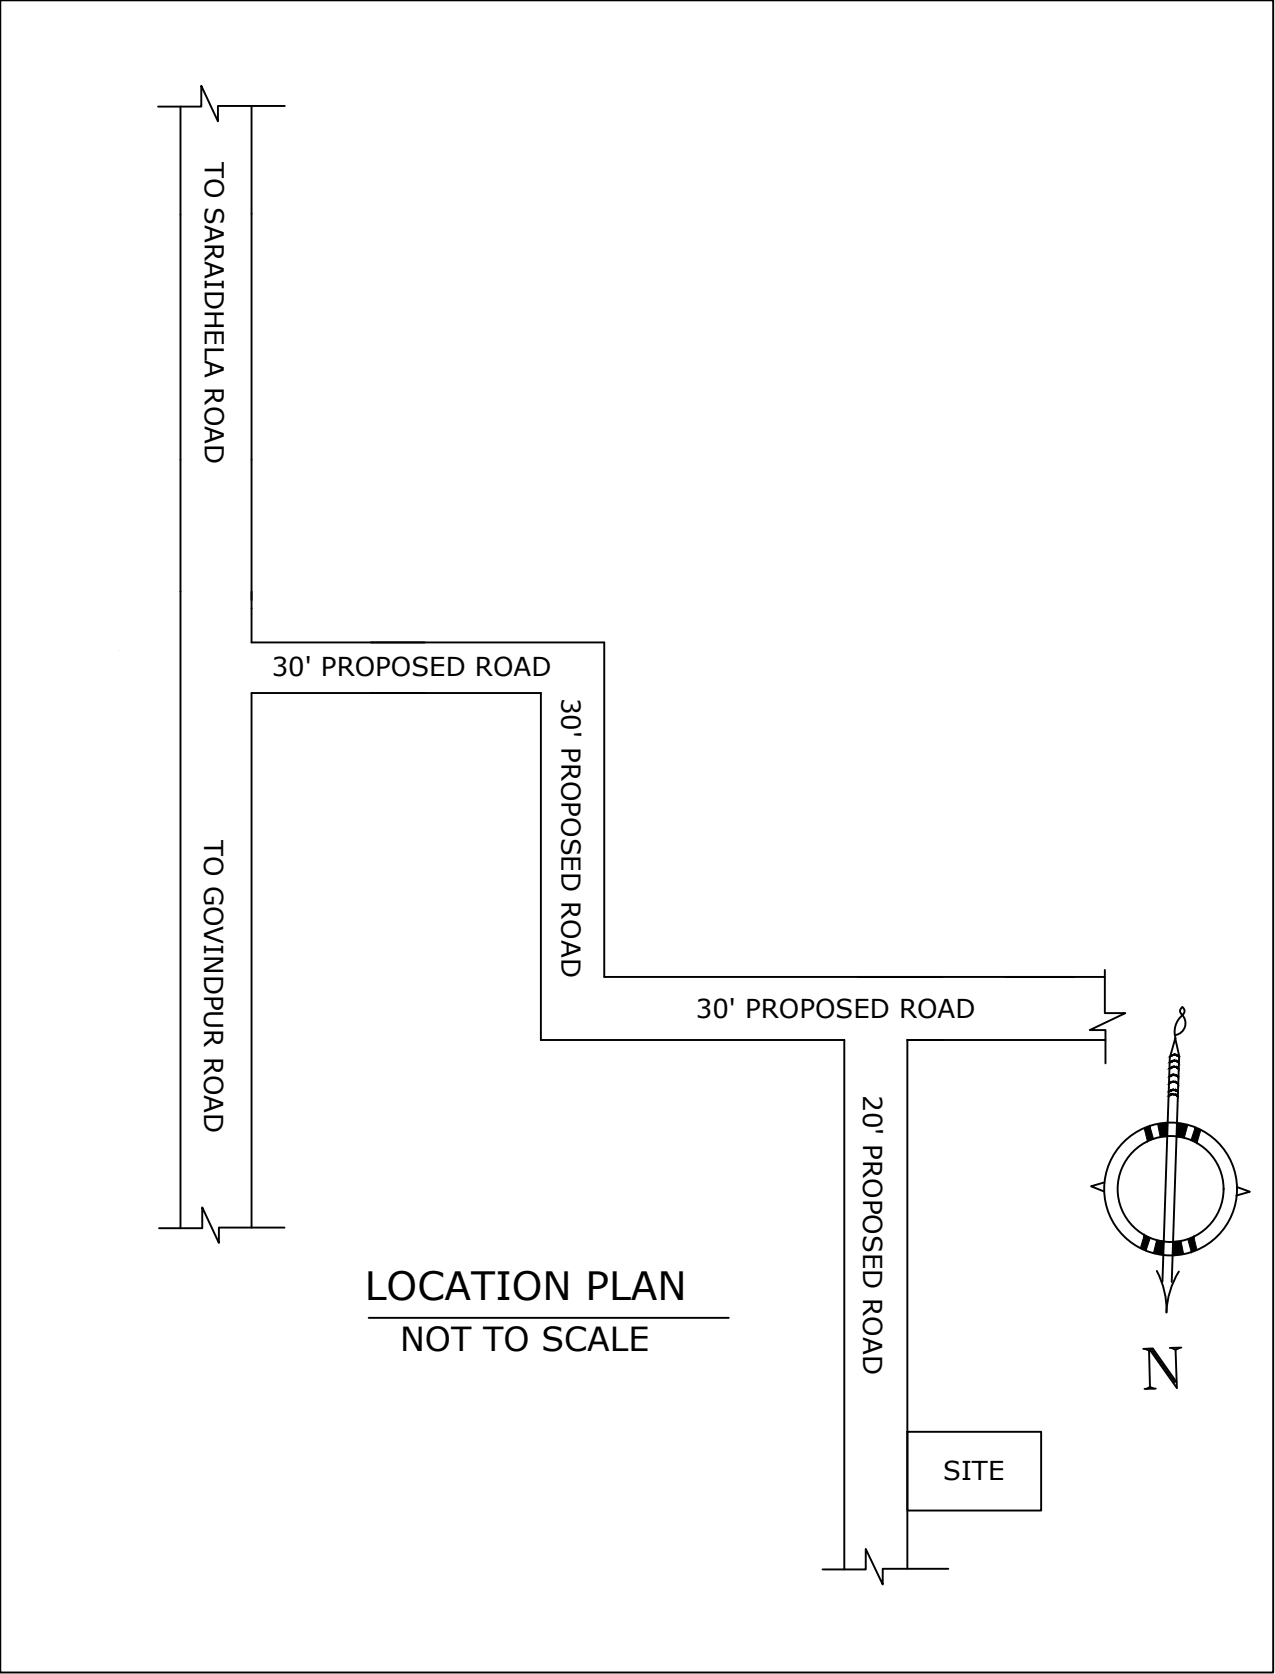 TO SARAIDHELA ROAD
30' PROPOSED ROAD
30' PROPOSED ROAD
TO GOVINDPUR ROAD
30' PROPOSED ROAD
20' PROPOSED ROAD
LOCATION PLAN
NOT TO SCALE
N
SITE